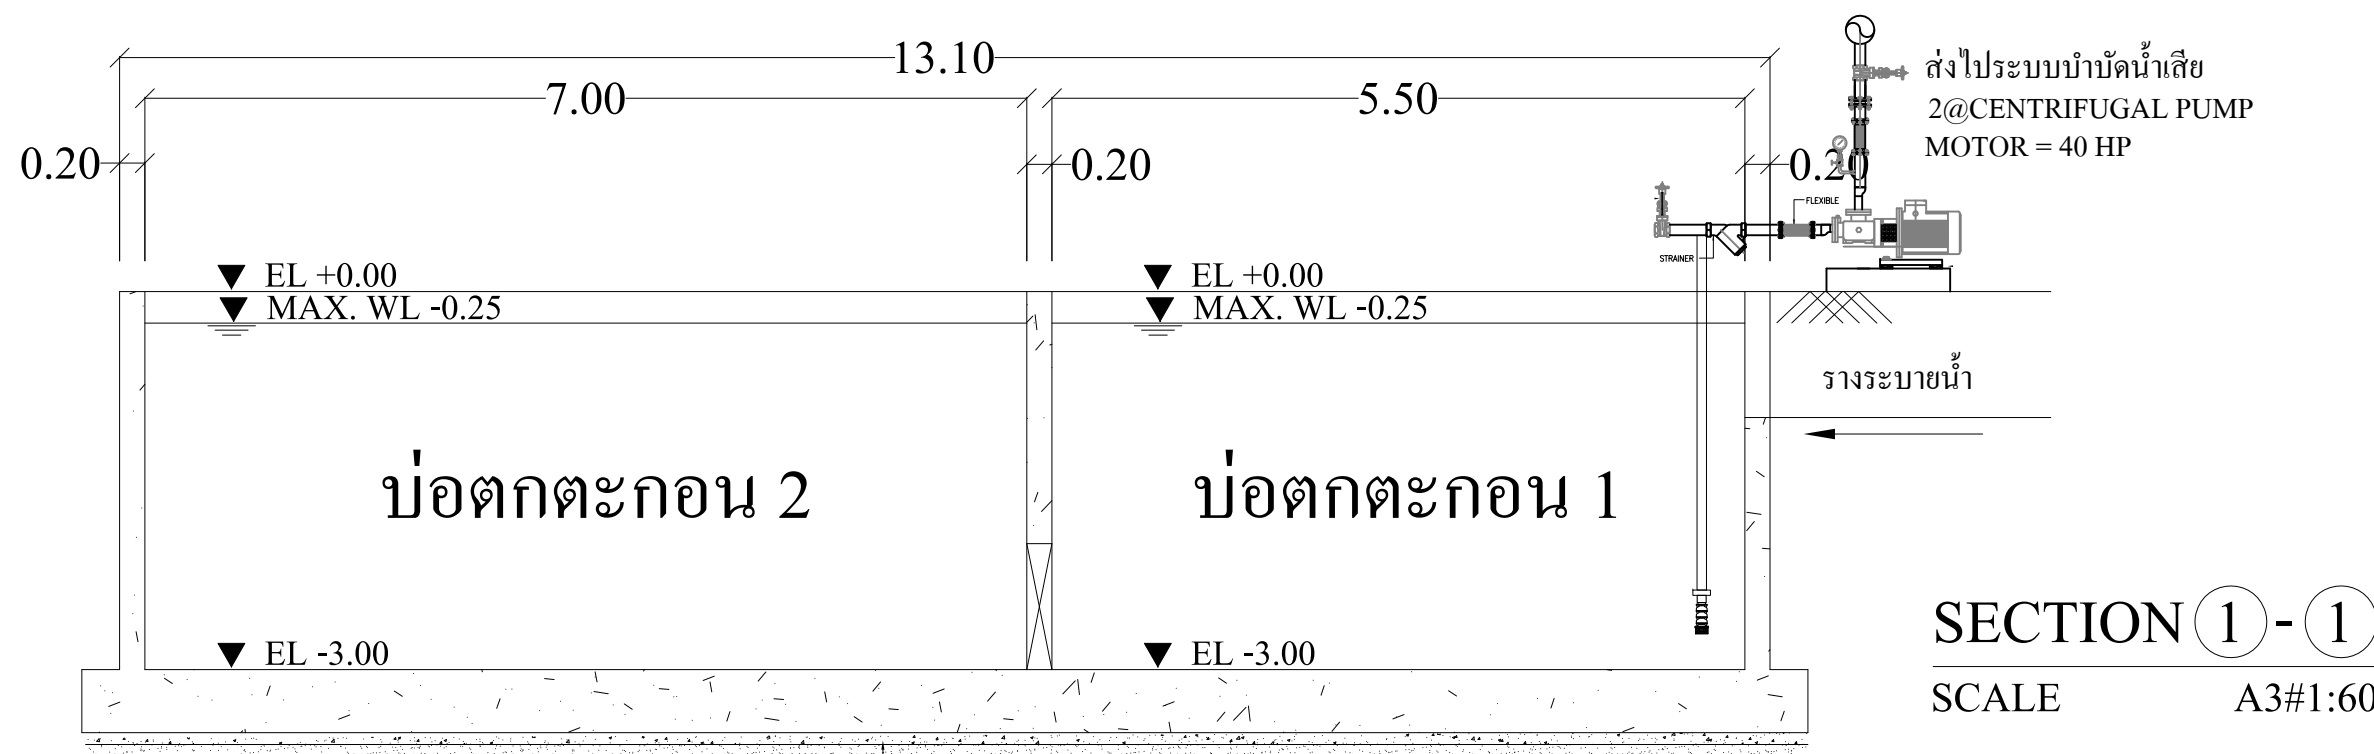 13.10
7.00
5.50
0.20
0.20
0.20
ส่งไประบบบำบัดน้ำเสีย
2@CENTRIFUGAL PUMP
MOTOR = 40 HP
FLEXIBLE
STRAINER
EL +0.00
MAX. WL -0.25
EL +0.00
MAX. WL -0.25
รางระบายน้ำ
บ่อตกตะกอน 2
บ่อตกตะกอน 1
EL -3.00
EL -3.00
SECTION 1 - 1
SCALE A3#1:60